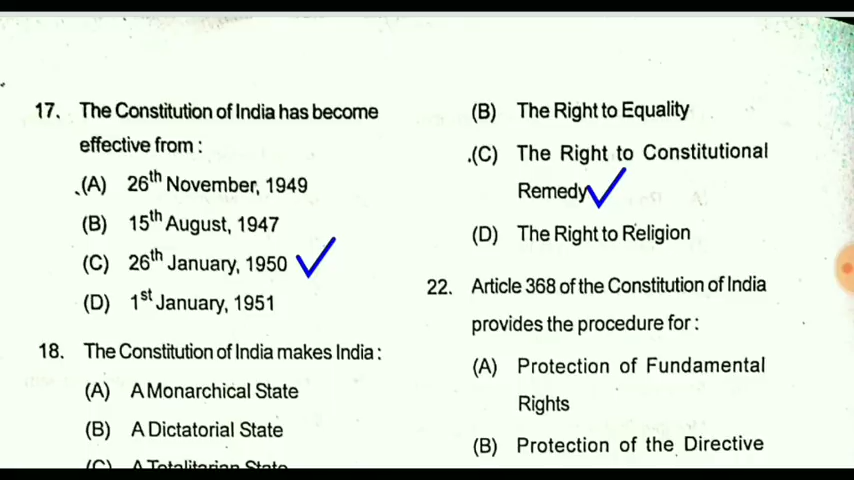 17. The Constitution of India has become
effective from :
(A) 26th November, 1949
(B) 15th August, 1947
(C) 26th January, 1950
(D) 1st January, 1951
18. The Constitution of India makes India :
(A) A Monarchical State
(B) A Dictatorial State
(C) A Totalitarian State
(B) The Right to Equality
(C) The Right to Constitutional
Remedy
(D) The Right to Religion
22. Article 368 of the Constitution of India
provides the procedure for :
(A) Protection of Fundamental
Rights
(B) Protection of the Directive